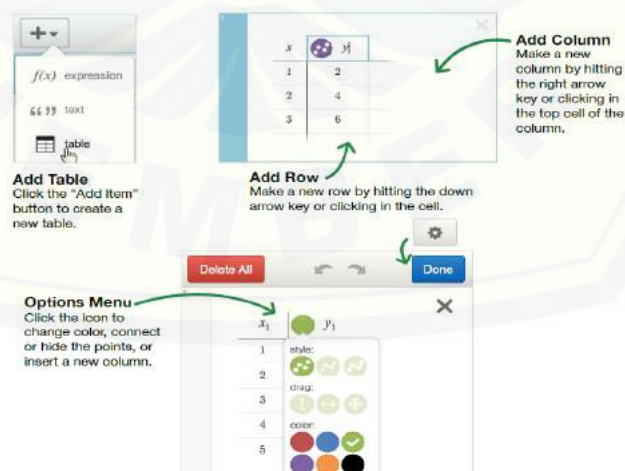 f(x) expression
“ ” text
table
Add Table
Click the "Add Item"
button to create a
new table.
x y
1 2
2 4
3 6
Add Column
Make a new
column by hitting
the right arrow
key or clicking in
the top cell of the
column.
Add Row
Make a new row by hitting the down
arrow key or clicking in the cell.
Delete All
Done
Options Menu
Click the icon to
change color, connect
or hide the points, or
insert a new column.
x₁ y₁
1
2
3
4
5
style:
drag:
color: